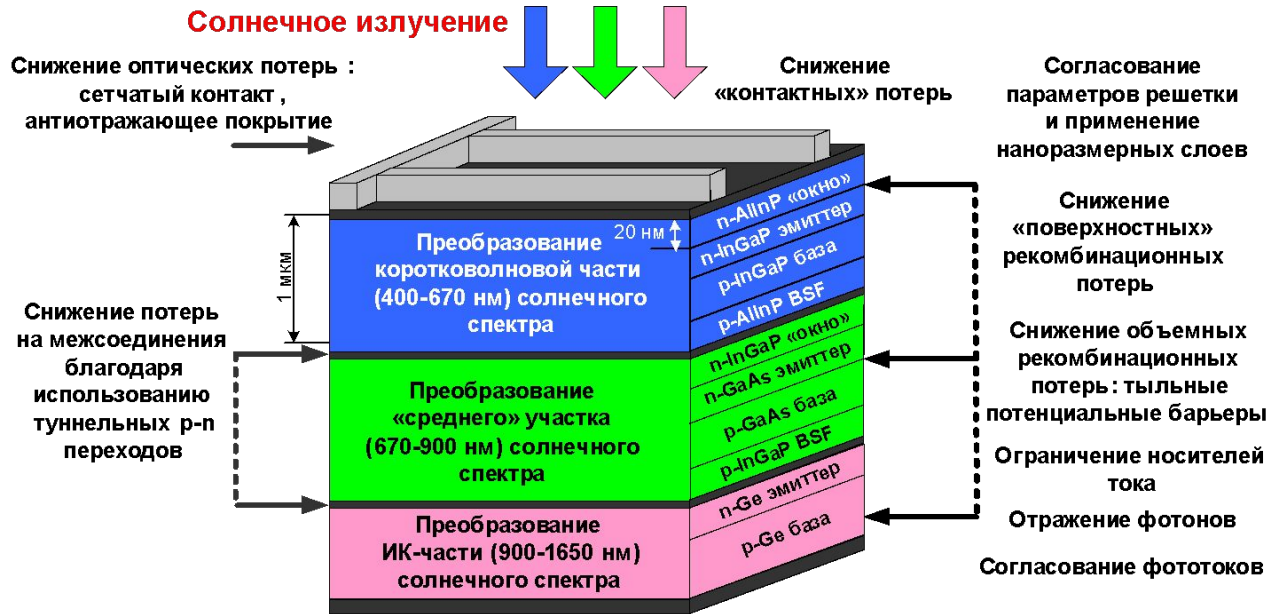 Солнечное излучение
Снижение оптических потерь :
сетчатый контакт ,
антиотражающее покрытие
Снижение
«контактных» потерь
Согласование
параметров решетки
и применение
наноразмерных слоев
Снижение
«поверхностных»
рекомбинационных
потерь
Снижение объемных
рекомбинационных
потерь: тыльные
потенциальные барьеры
Ограничение носителей
тока
Отражение фотонов
Согласование фототоков
Снижение потерь
на межсоединения
благодаря
использованию
туннельных p-n
переходов
1 мкм
20 нм
Преобразование
коротковолновой части
(400-670 нм) солнечного
спектра
n-AlInP «окно»
n-InGaP эмиттер
p-InGaP база
p-AlInP BSF
Преобразование
«среднего» участка
(670-900 нм) солнечного
спектра
n-InGaP «окно»
n-GaAs эмиттер
p-GaAs база
p-InGaP BSF
Преобразование
ИК-части (900-1650 нм)
солнечного спектра
n-Ge эмиттер
p-Ge база